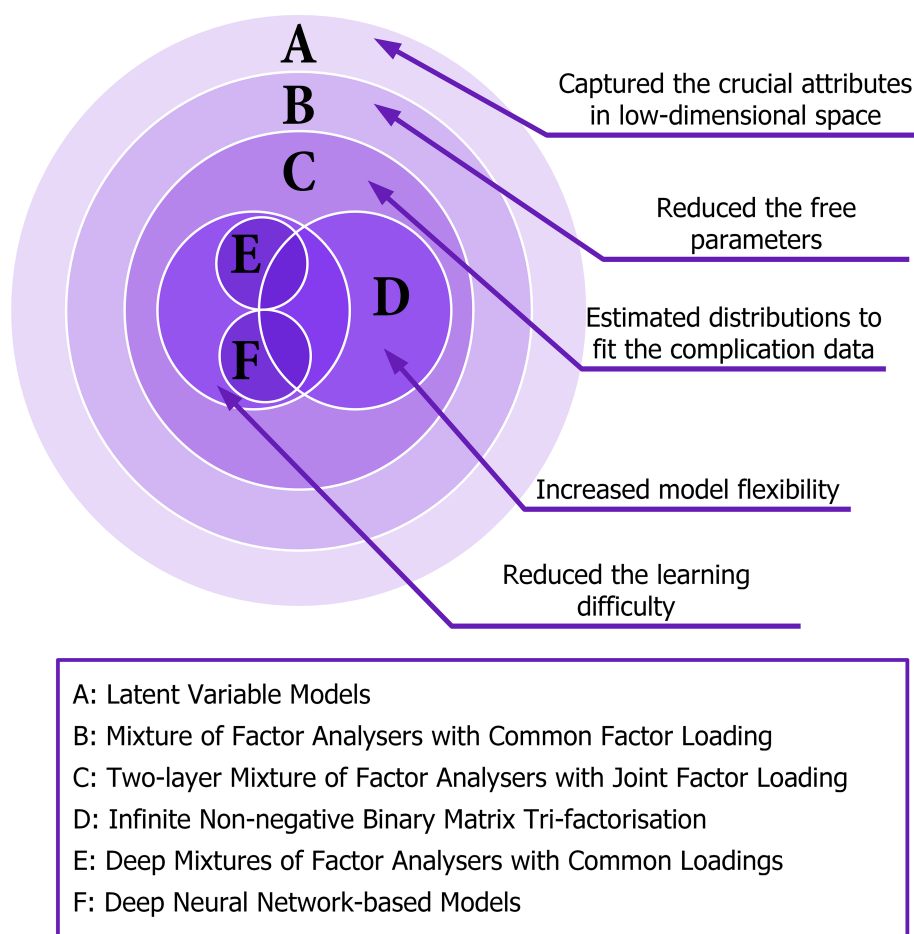 A
B
C
E
D
F
Captured the crucial attributes
in low-dimensional space
Reduced the free
parameters
Estimated distributions to
fit the complication data
Increased model flexibility
Reduced the learning
difficulty
A: Latent Variable Models
B: Mixture of Factor Analysers with Common Factor Loading
C: Two-layer Mixture of Factor Analysers with Joint Factor Loading
D: Infinite Non-negative Binary Matrix Tri-factorisation
E: Deep Mixtures of Factor Analysers with Common Loadings
F: Deep Neural Network-based Models